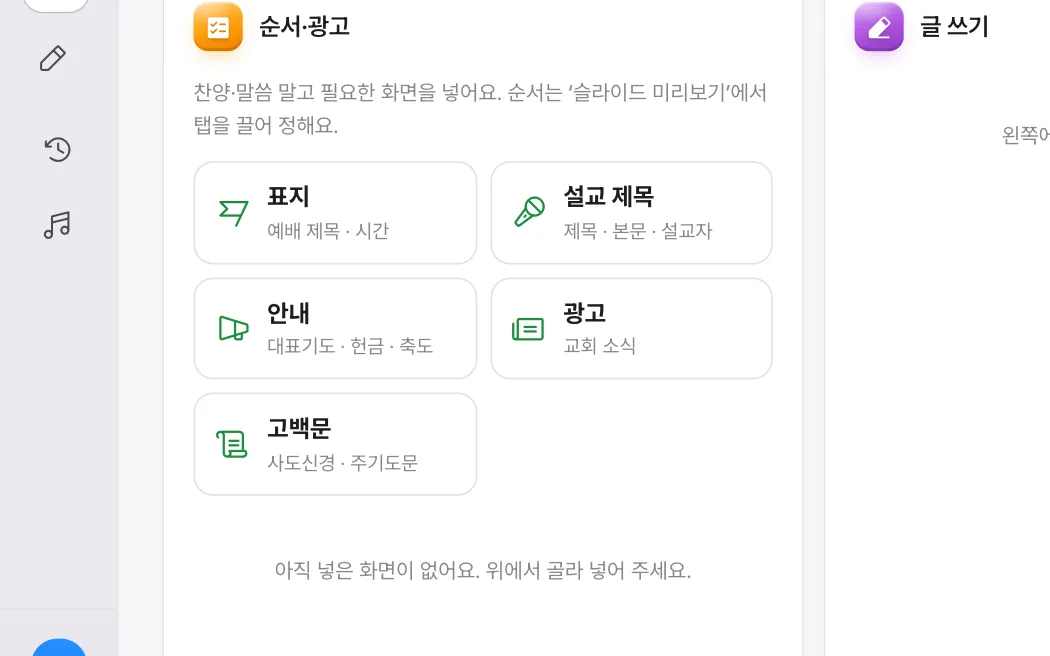 순서·광고
찬양·말씀 말고 필요한 화면을 넣어요. 순서는 ‘슬라이드 미리보기’에서
탭을 끌어 정해요.
표지
예배 제목 · 시간
설교 제목
제목 · 본문 · 설교자
안내
대표기도 · 헌금 · 축도
광고
교회 소식
고백문
사도신경 · 주기도문
아직 넣은 화면이 없어요. 위에서 골라 넣어 주세요.
글 쓰기